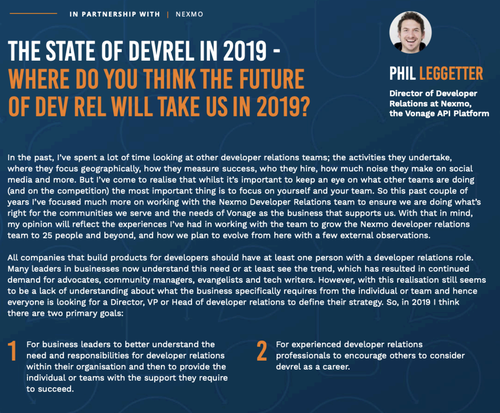 IN PARTNERSHIP WITH | NEXMO
THE STATE OF DEVREL IN 2019 -
WHERE DO YOU THINK THE FUTURE
OF DEV REL WILL TAKE US IN 2019?
PHIL LEGGETTER
Director of Developer
Relations at Nexmo,
the Vonage API Platform
In the past, I've spent a lot of time looking at other developer relations teams; the activities they undertake,
where they focus geographically, how they measure success, who they hire, how much noise they make on social
media and more. But I've come to realise that whilst it's important to keep an eye on what other teams are doing
(and on the competition) the most important thing is to focus on yourself and your team. So this past couple of
years I've focused much more on working with the Nexmo Developer Relations team to ensure we are doing what's
right for the communities we serve and the needs of Vonage as the business that supports us. With that in mind,
my opinion will reflect the experiences I've had in working with the team to grow the Nexmo developer relations
team to 25 people and beyond, and how we plan to evolve from here with a few external observations.
All companies that build products for developers should have at least one person with a developer relations role.
Many leaders in businesses now understand this need or at least see the trend, which has resulted in continued
demand for advocates, community managers, evangelists and tech writers. However, with this realisation still seems
to be a lack of understanding about what the business specifically requires from the individual or team and hence
everyone is looking for a Director, VP or Head of developer relations to define their strategy. So, in 2019 I think
there are two primary goals:
1 For business leaders to better understand the
need and responsibilities for developer relations
within their organisation and then to provide the
individual or teams with the support they require
to succeed.
2 For experienced developer relations
professionals to encourage others to consider
devrel as a career.